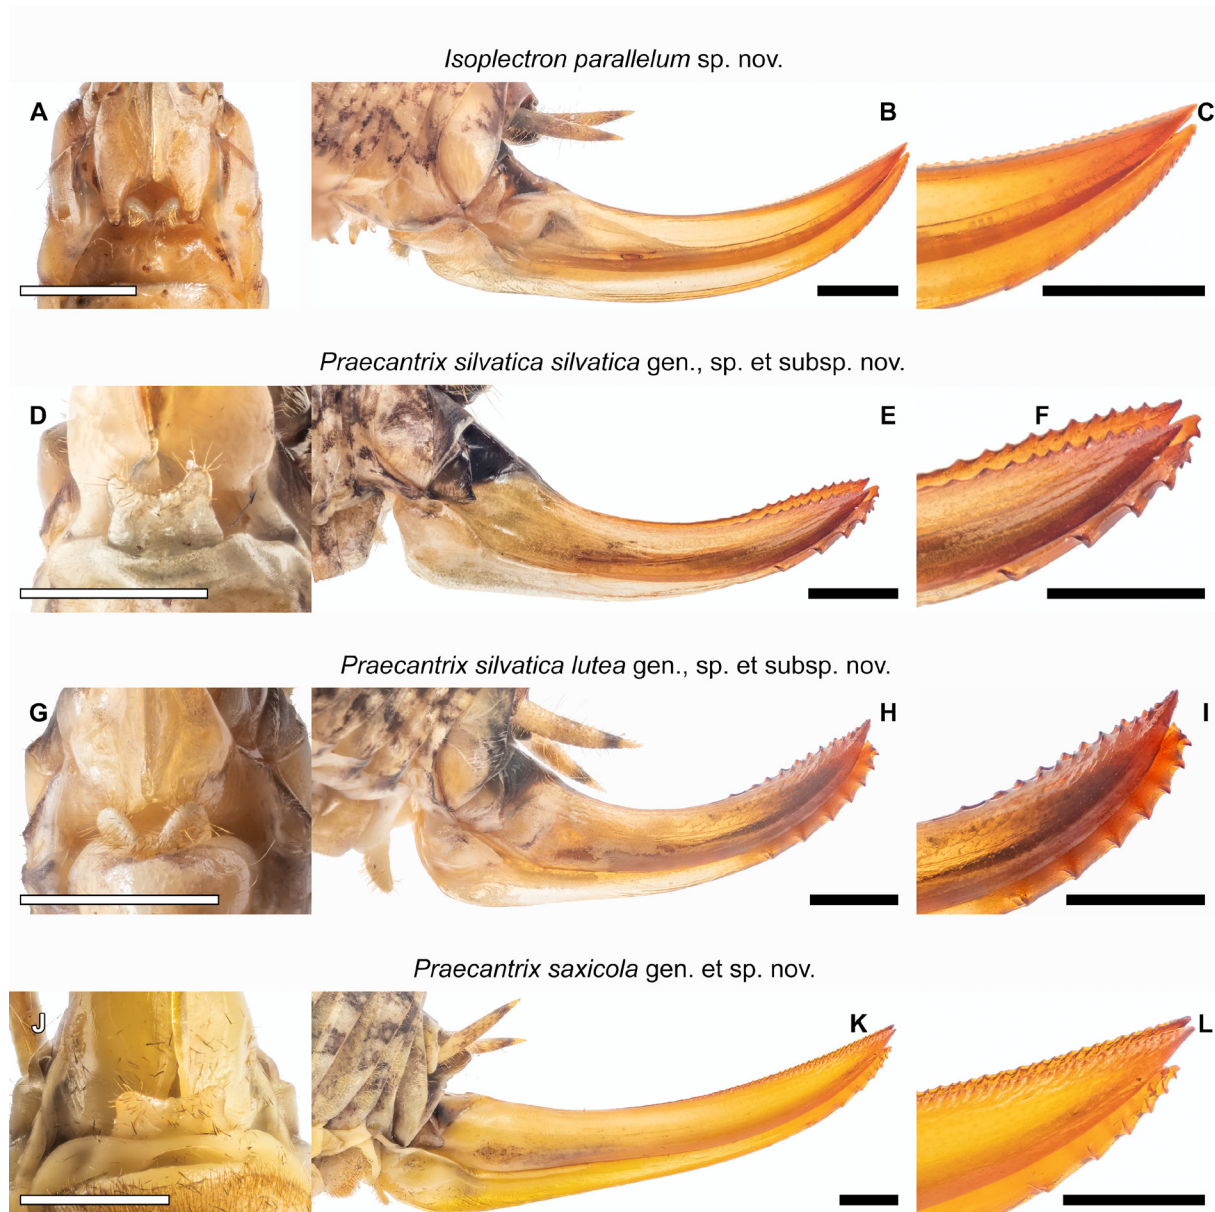 Isoplectron parallelum sp. nov.
A
B
C
Praecantrix silvatica silvatica gen., sp. et subsp. nov.
D
E
F
Praecantrix silvatica lutea gen., sp. et subsp. nov.
G
H
I
Praecantrix saxicola gen. et sp. nov.
J
K
L